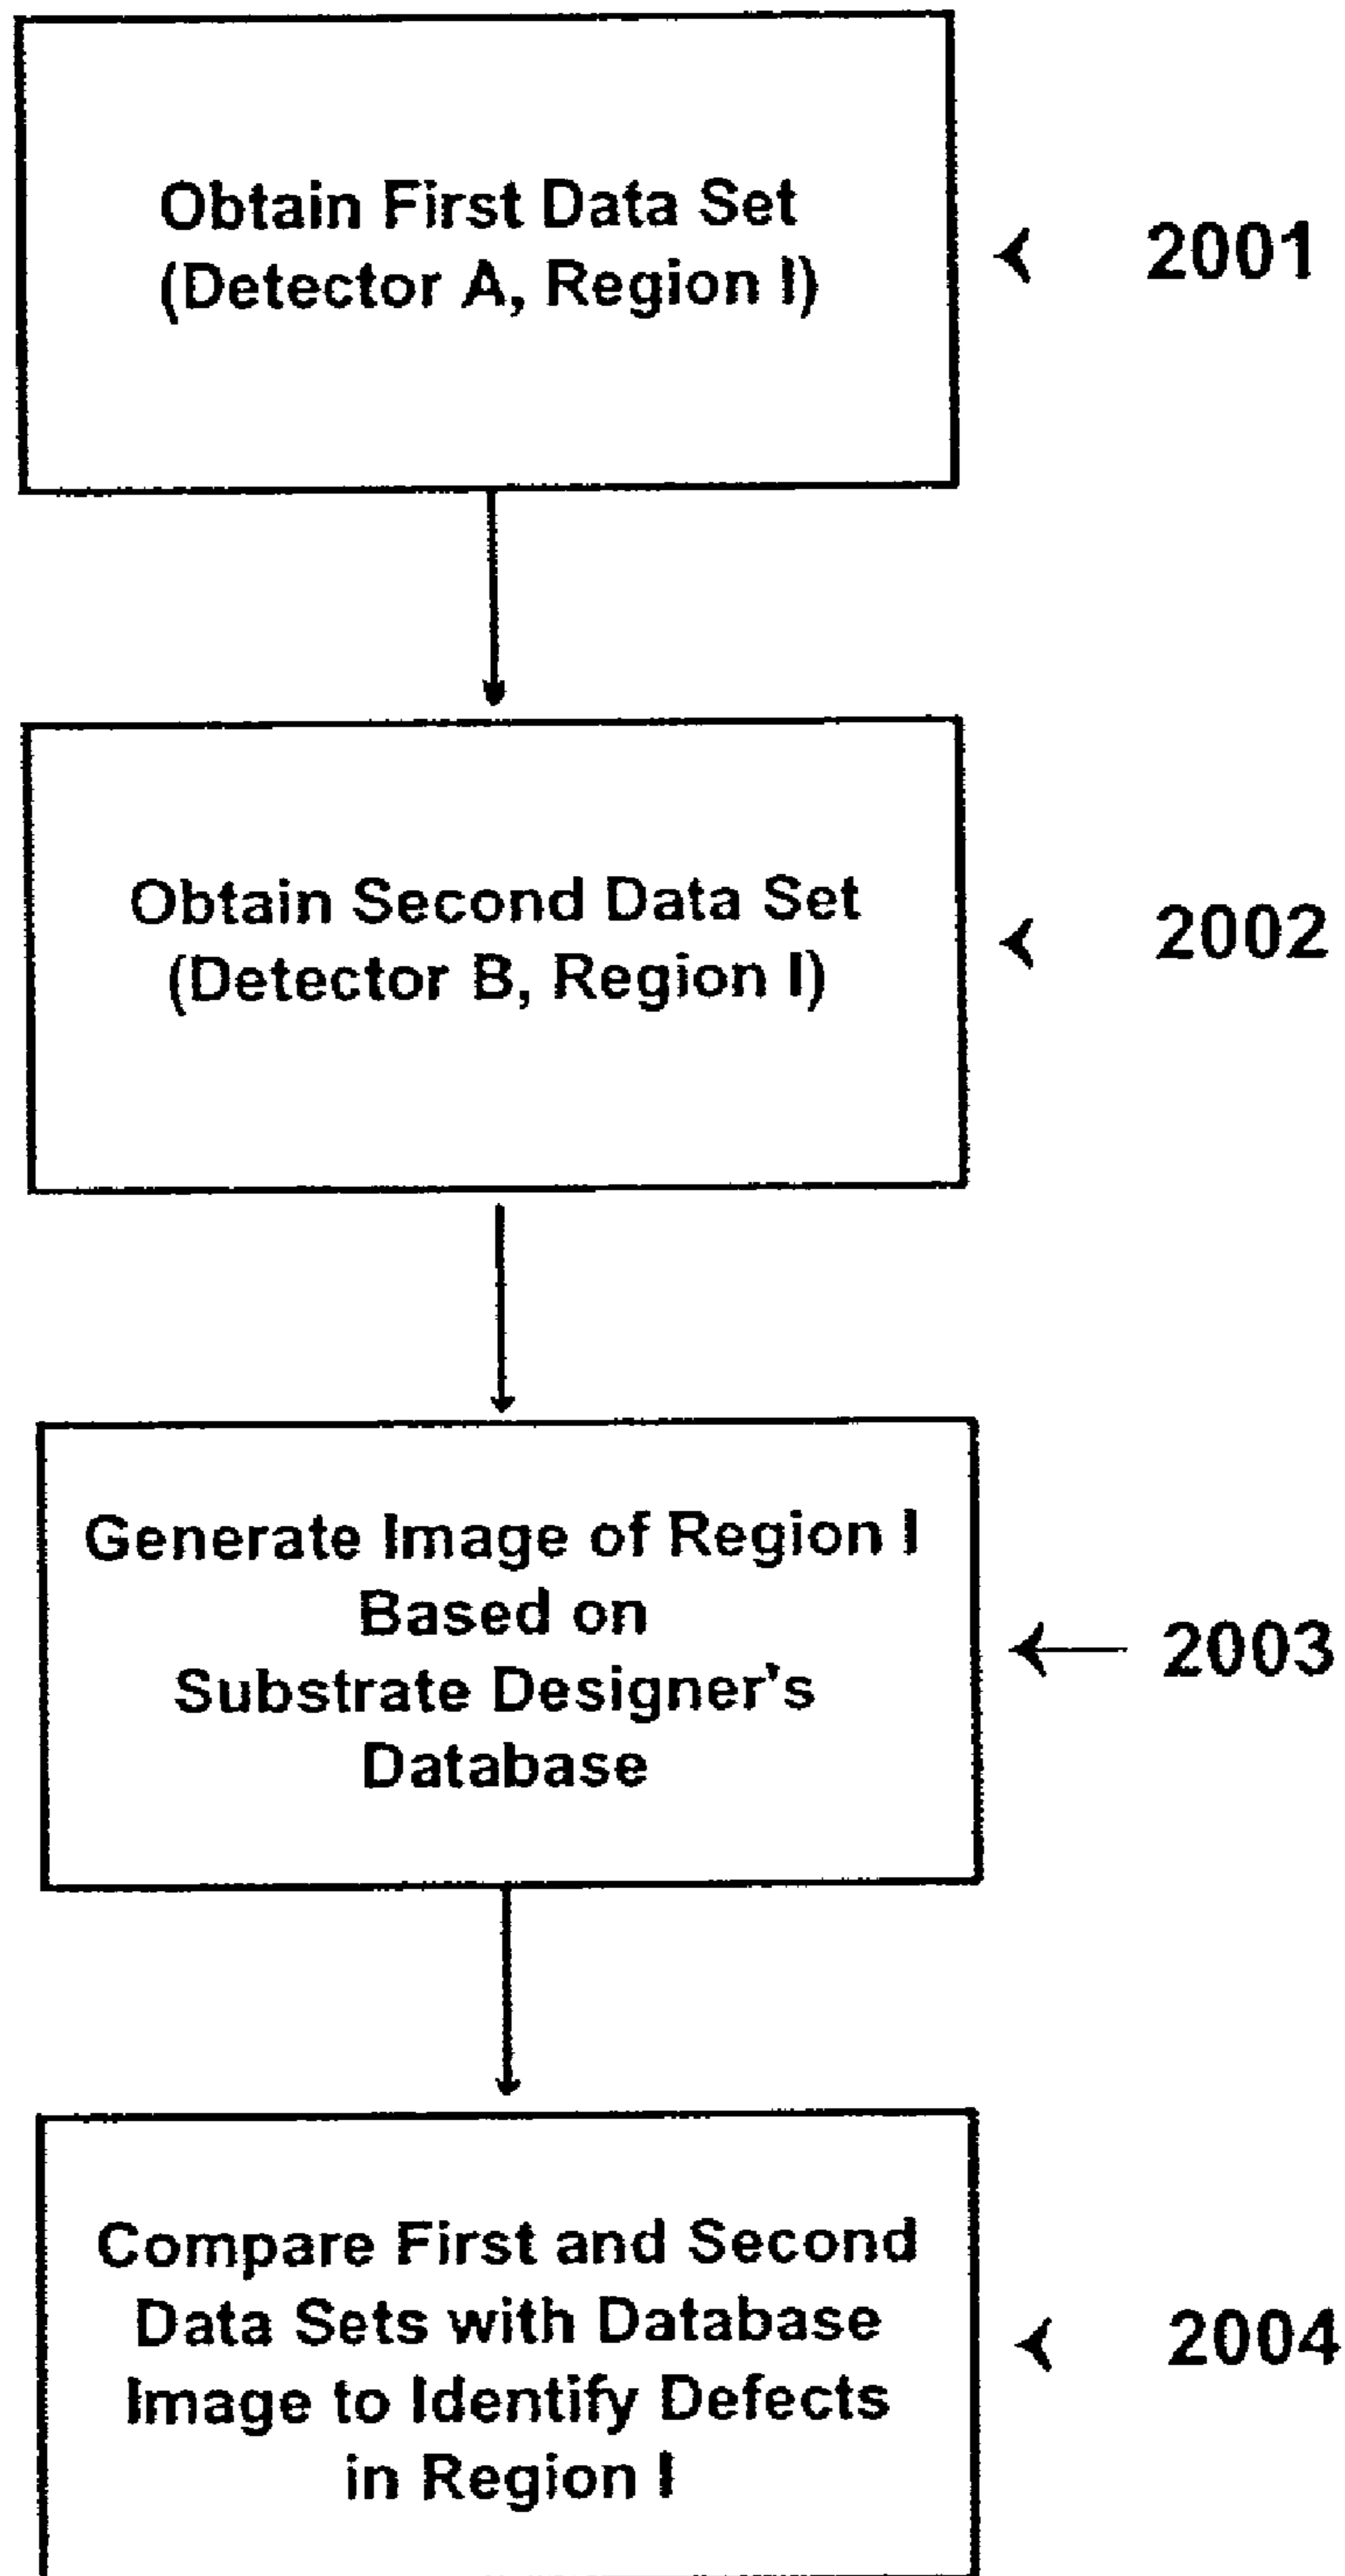 Obtain First Data Set
(Detector A, Region I)
2001
Obtain Second Data Set
(Detector B, Region I)
2002
Generate Image of Region I
Based on
Substrate Designer's
Database
2003
Compare First and Second
Data Sets with Database
Image to Identify Defects
in Region I
2004